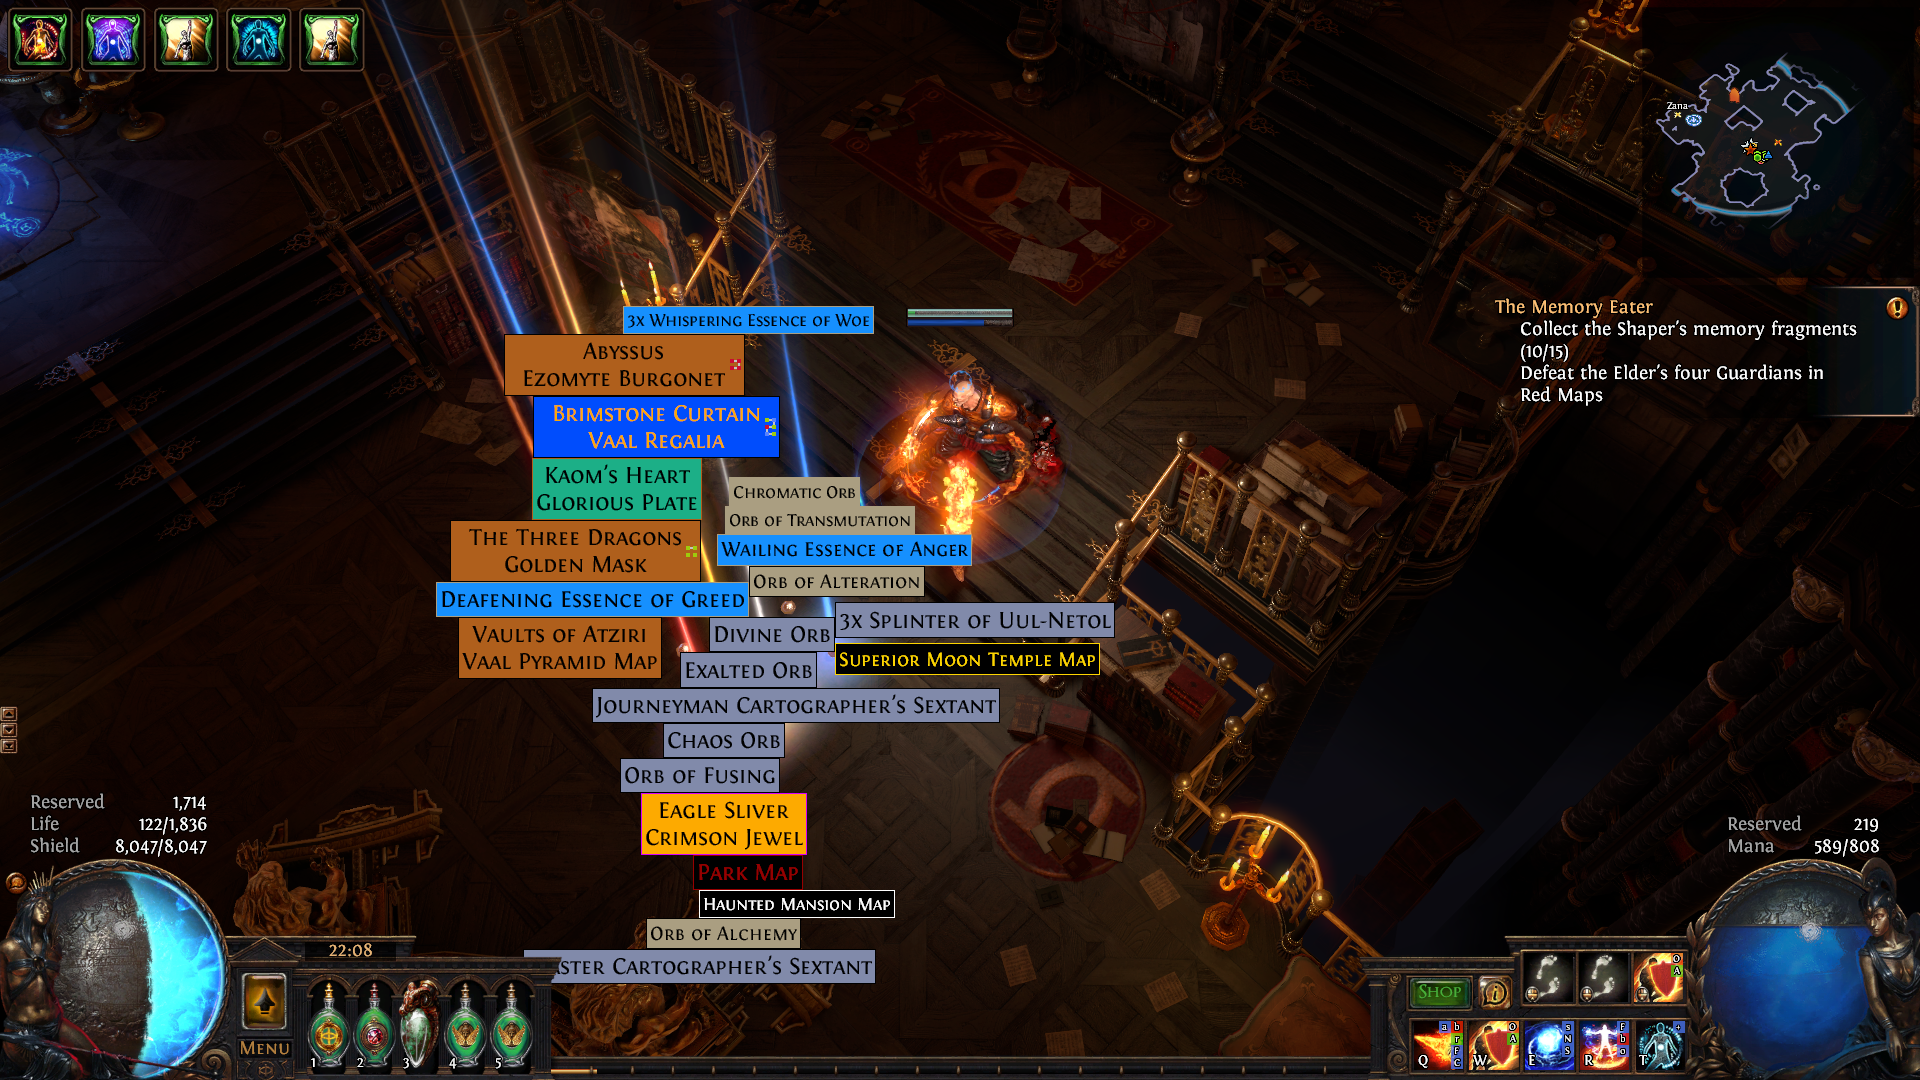 Zana
The Memory Eater
Collect the Shaper's memory fragments
(10/15)
Defeat the Elder's four Guardians in
Red Maps
3x Whispering Essence of Woe
Abyssus
Ezomyte Burgonet
Brimstone Curtain
Vaal Regalia
Kaom's Heart
Glorious Plate
Chromatic Orb
Orb of Transmutation
The Three Dragons
Golden Mask
Wailing Essence of Anger
Orb of Alteration
Deafening Essence of Greed
3x Splinter of Uul-Netol
Vaults of Atziri
Vaal Pyramid Map
Divine Orb
Superior Moon Temple Map
Exalted Orb
Journeyman Cartographer's Sextant
Chaos Orb
Orb of Fusing
Eagle Sliver
Crimson Jewel
Park Map
Haunted Mansion Map
Orb of Alchemy
aster Cartographer's Sextant
Reserved 1,714
Life 122/1,836
Shield 8,047/8,047
Reserved 219
Mana 589/808
22:08
Menu
1 2 3 4 5
Shop
Q W E R T